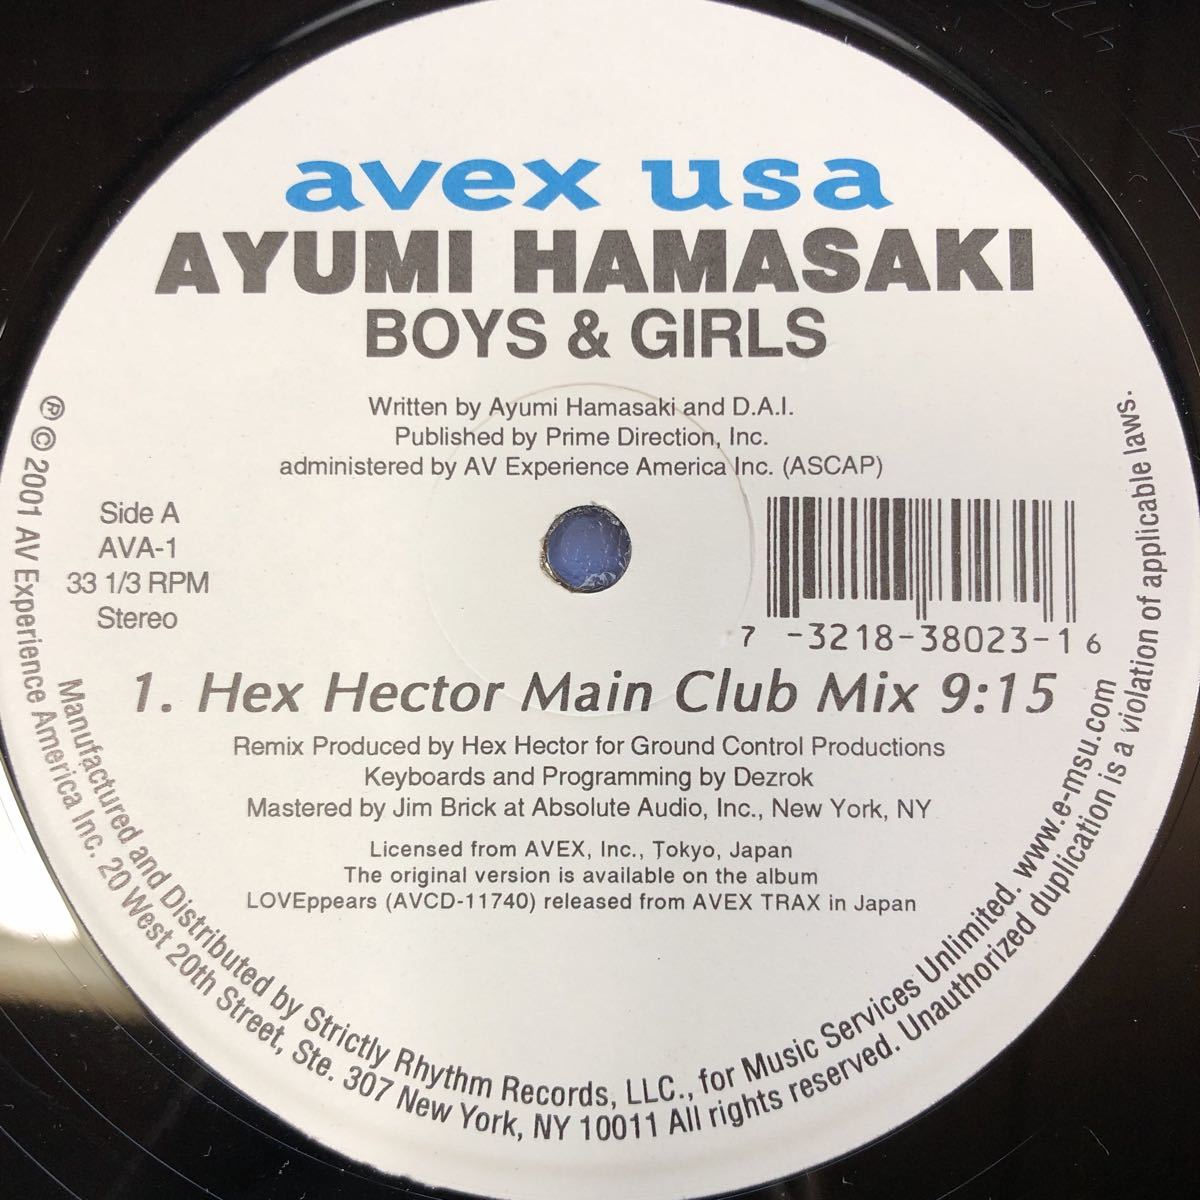 avex usa
AYUMI HAMASAKI
BOYS & GIRLS
Written by Ayumi Hamasaki and D.A.I.
Published by Prime Direction, Inc.
administered by AV Experience America Inc. (ASCAP)
Side A
AVA-1
33 1/3 RPM
Stereo
7 -3218-38023-1 6
1. Hex Hector Main Club Mix 9:15
Remix Produced by Hex Hector for Ground Control Productions
Keyboards and Programming by Dezrok
Mastered by Jim Brick at Absolute Audio, Inc., New York, NY
Licensed from AVEX, Inc., Tokyo, Japan
The original version is available on the album
LOVEppears (AVCD-11740) released from AVEX TRAX in Japan
Manufactured and Distributed by Strictly Rhythm Records, LLC., for Music Services Unlimited. www.e-msu.com
℗ © 2001 AV Experience America Inc. 20 West 20th Street, Ste. 307 New York, NY 10011 All rights reserved. Unauthorized duplication is a violation of applicable laws.